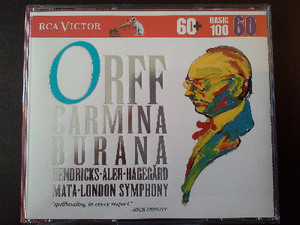 RCA VICTOR
60+
BASIC 100
60
ORFF
CARMINA
BURANA
HENDRICKS·ALER·HAGEGÅRD
MATA·LONDON SYMPHONY
"Spellbinding in every respect."